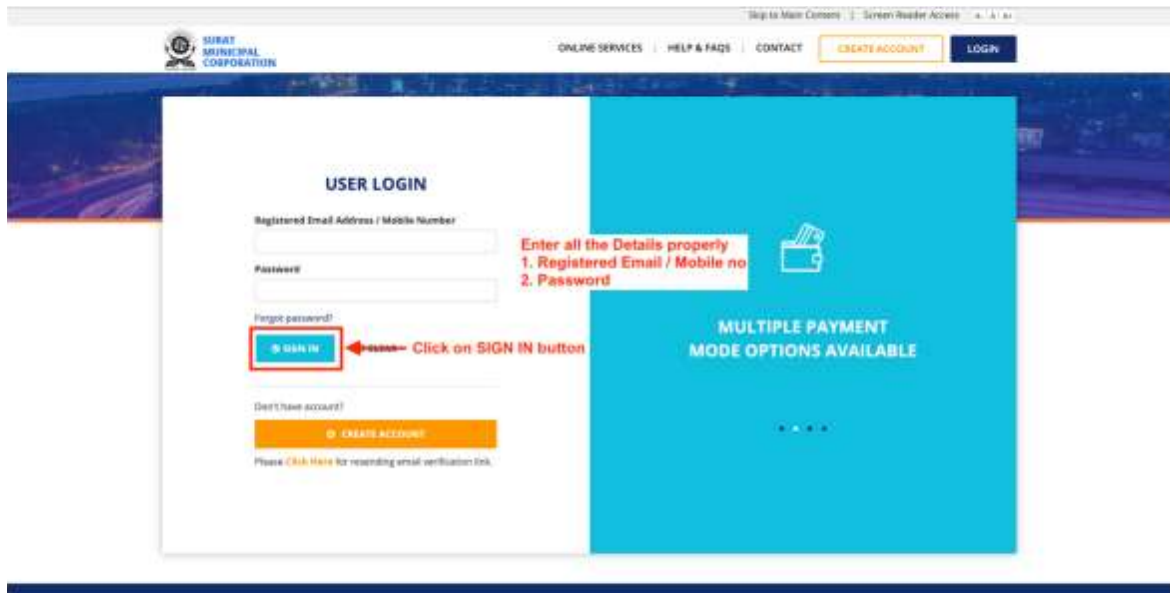 Skip to Main Content | Screen Reader Access A- A A+
SURAT
MUNICIPAL
CORPORATION
ONLINE SERVICES | HELP & FAQS | CONTACT
CREATE ACCOUNT
LOGIN
USER LOGIN
Registered Email Address / Mobile Number
Password
Forgot password?
SIGN IN
Don't have account?
CREATE ACCOUNT
Please Click Here for resending email verification link.
Enter all the Details properly
1. Registered Email / Mobile no
2. Password
Click on SIGN IN button
MULTIPLE PAYMENT
MODE OPTIONS AVAILABLE